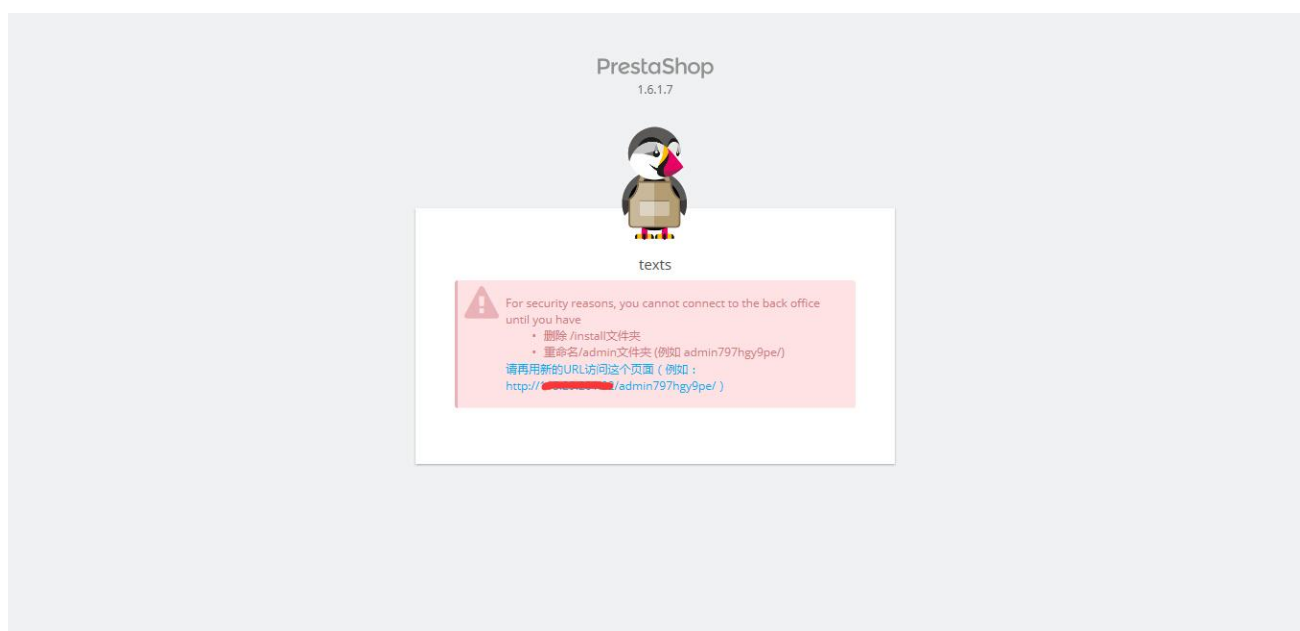 PrestaShop
1.6.1.7
texts
For security reasons, you cannot connect to the back office
until you have
• 删除 /install文件夹
• 重命名/admin文件夹 (例如 admin797hgy9pe/)
请再用新的URL访问这个页面 ( 例如 :
http:// /admin797hgy9pe/ )